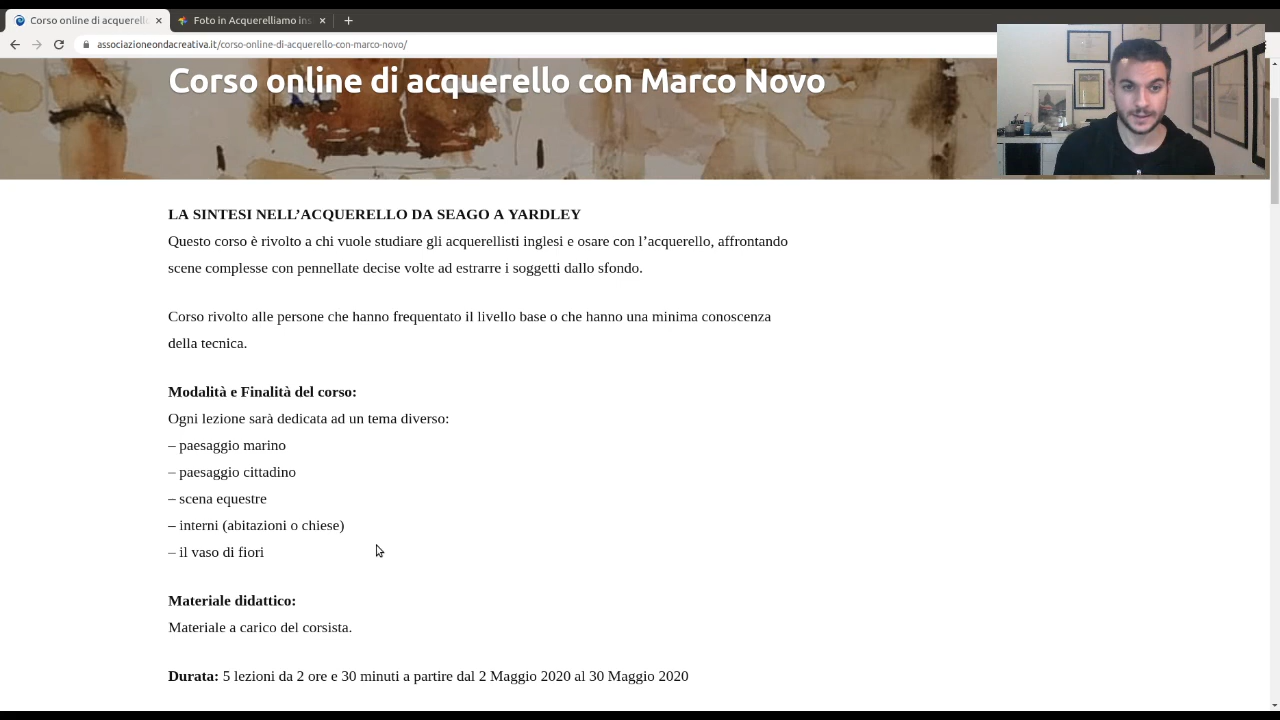 Corso online di acquerell
Foto in Acquerelliamo ins
associazioneondacreativa.it/corso-online-di-acquerello-con-marco-novo/
Corso online di acquerello con Marco Novo
LA SINTESI NELL’ACQUERELLO DA SEAGO A YARDLEY
Questo corso è rivolto a chi vuole studiare gli acquerellisti inglesi e osare con l’acquerello, affrontando
scene complesse con pennellate decise volte ad estrarre i soggetti dallo sfondo.
Corso rivolto alle persone che hanno frequentato il livello base o che hanno una minima conoscenza
della tecnica.
Modalità e Finalità del corso:
Ogni lezione sarà dedicata ad un tema diverso:
– paesaggio marino
– paesaggio cittadino
– scena equestre
– interni (abitazioni o chiese)
– il vaso di fiori
Materiale didattico:
Materiale a carico del corsista.
Durata: 5 lezioni da 2 ore e 30 minuti a partire dal 2 Maggio 2020 al 30 Maggio 2020